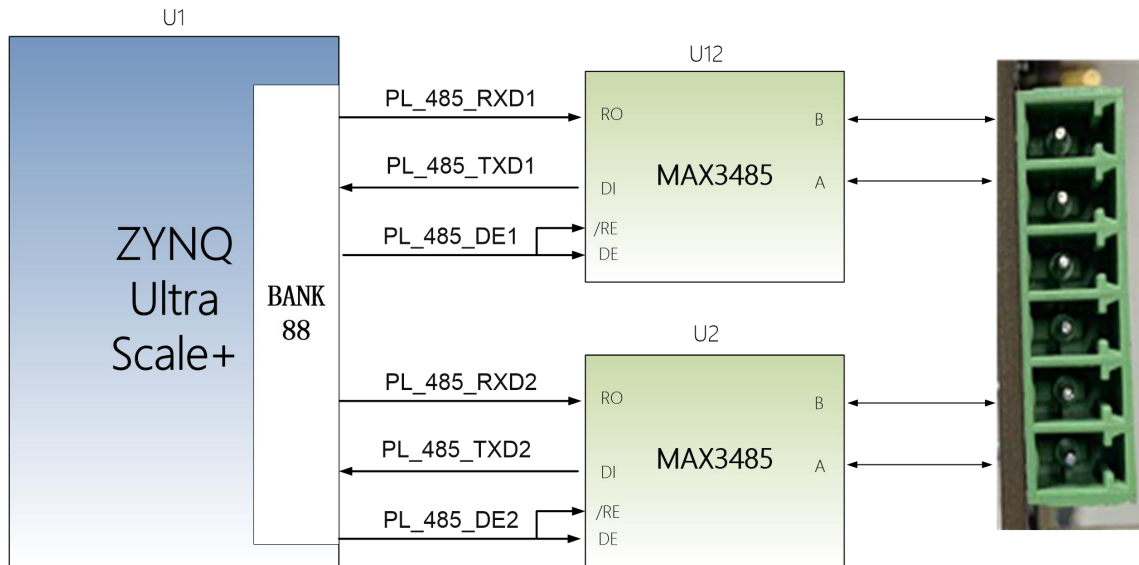 U1
ZYNQ
Ultra
Scale+
BANK
88
PL_485_RXD1
PL_485_TXD1
PL_485_DE1
U12
RO
DI
/RE
DE
MAX3485
B
A
PL_485_RXD2
PL_485_TXD2
PL_485_DE2
U2
RO
DI
/RE
DE
MAX3485
B
A